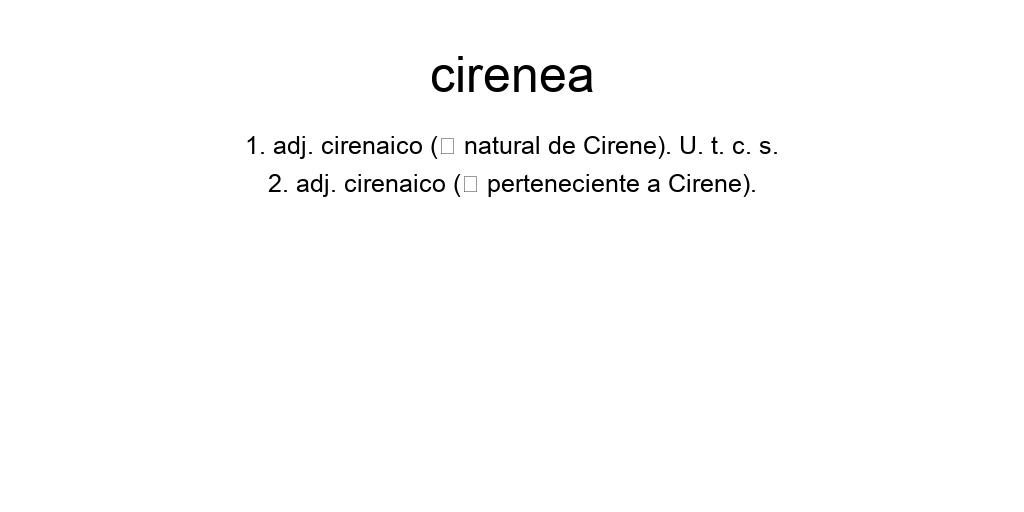 cirenea
1. adj. cirenaico (□ natural de Cirene). U. t. c. s.
2. adj. cirenaico (□ perteneciente a Cirene).